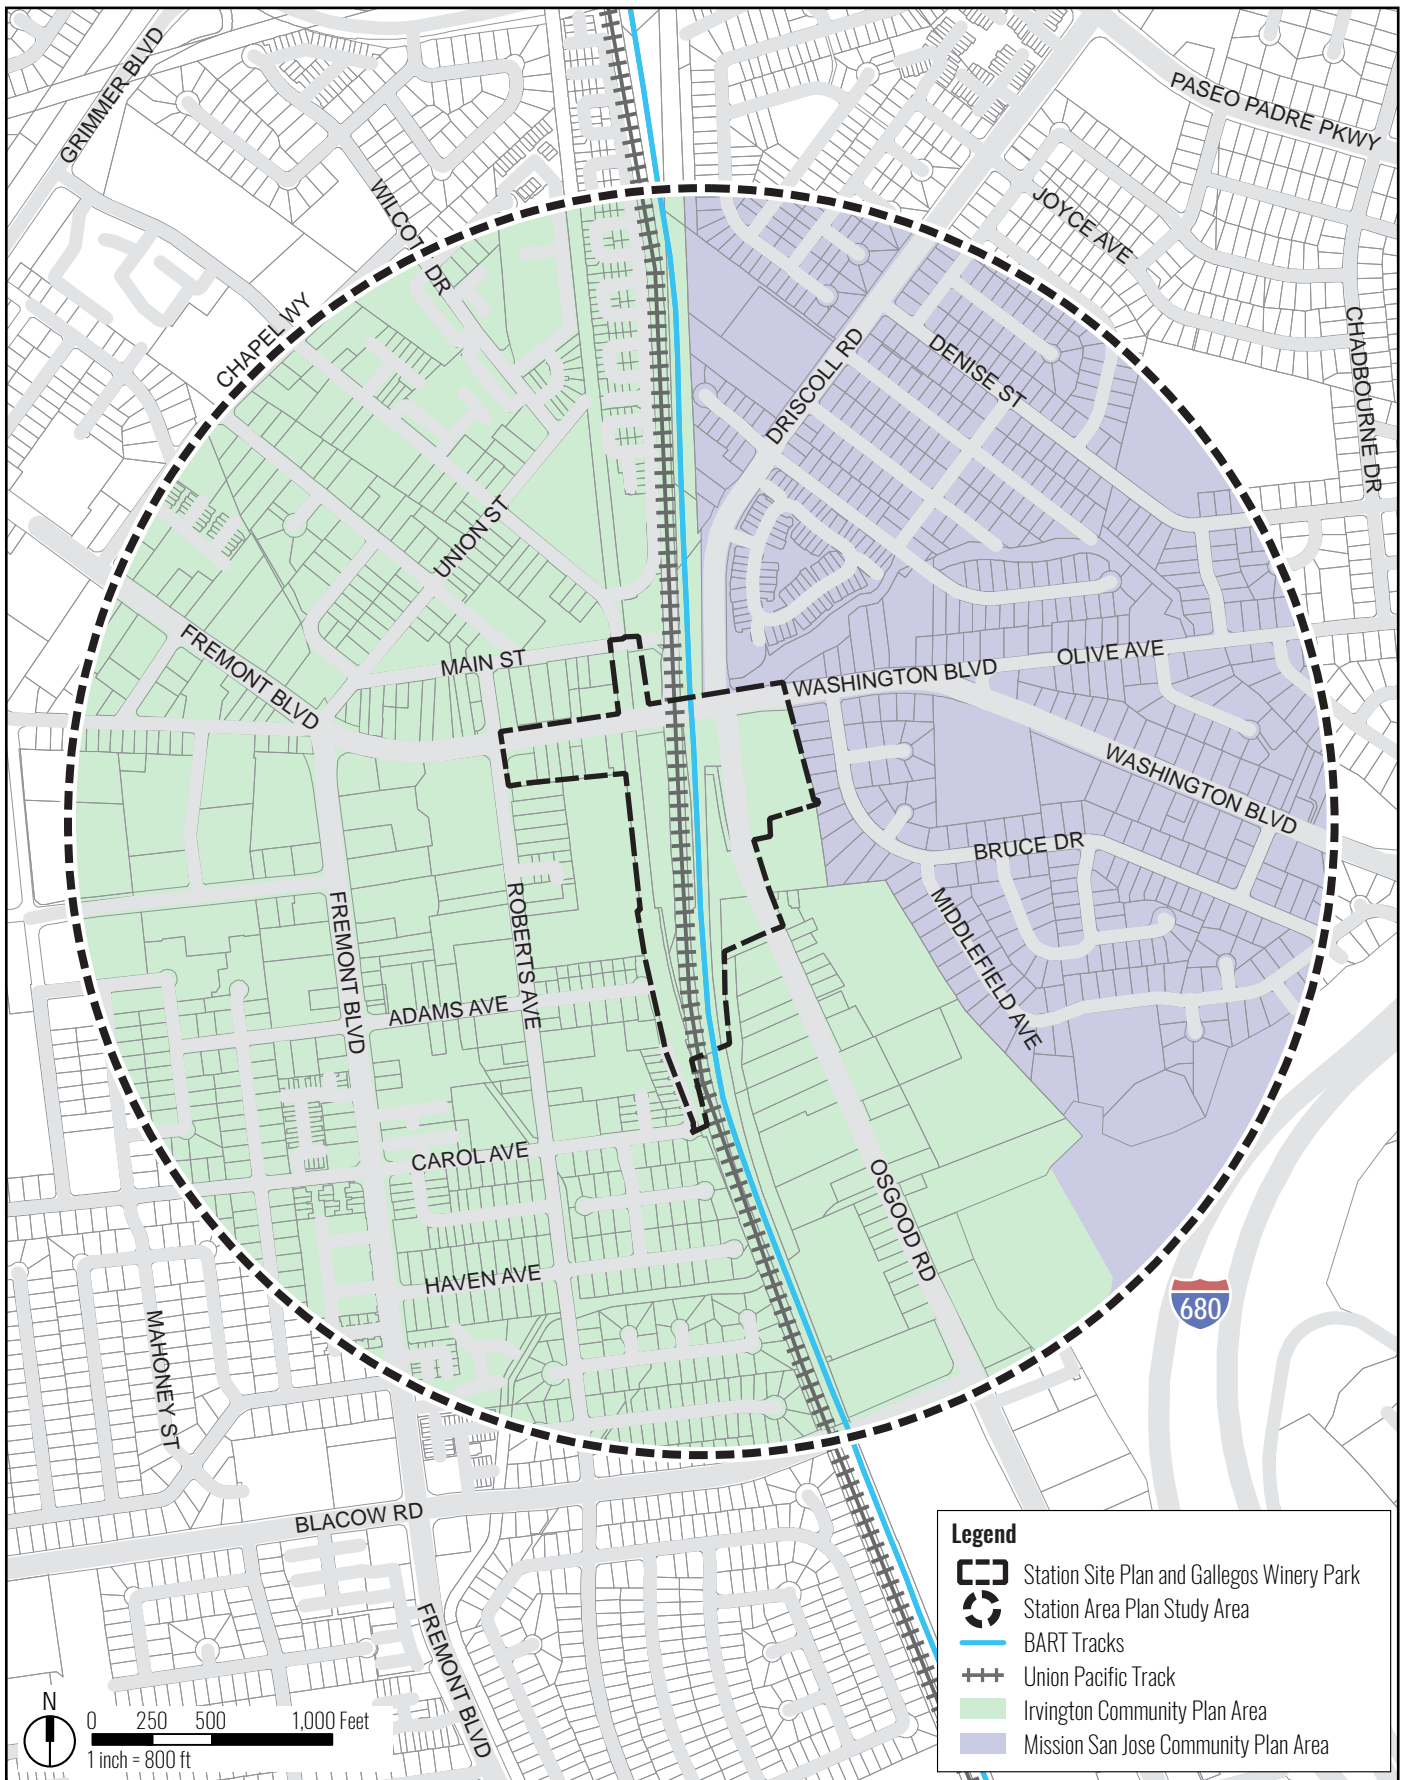 GRIMMER BLVD
PASEO PADRE PKWY
WILCOT DR
JOYCE AVE
CHAPEL WY
CHADBOURNE DR
DRISCOLL RD
DENISE ST
UNION ST
FREMONT BLVD
MAIN ST
WASHINGTON BLVD
OLIVE AVE
WASHINGTON BLVD
BRUCE DR
FREMONT BLVD
ROBERTS AVE
MIDDLEFIELD AVE
ADAMS AVE
CAROL AVE
OSGOOD RD
HAVEN AVE
680
MAHONEY ST
BLACOW RD
FREMONT BLVD
Legend
Station Site Plan and Gallegos Winery Park
Station Area Plan Study Area
BART Tracks
Union Pacific Track
Irvington Community Plan Area
Mission San Jose Community Plan Area
N
0 250 500 1,000 Feet
1 inch = 800 ft